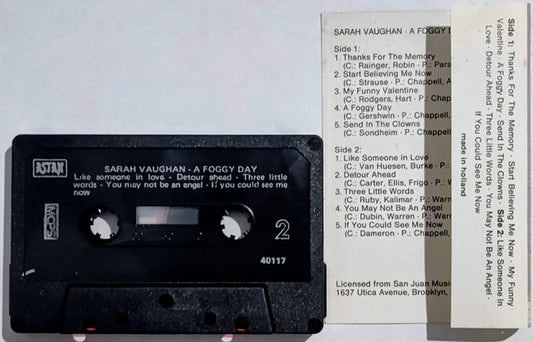 ASTAN
SARAH VAUGHAN - A FOGGY DAY
Like someone in love - Detour ahead - Three little
words - You may not be an angel - If you could see me
now
MCPS
2
40117
SARAH VAUGHAN - A FOGGY
Side 1:
1. Thanks For The Memory
(C.: Rainger, Robin - P.: Para
2. Start Believing Me Now
(C.: Strause - P.: Chappell, A
3. My Funny Valentine
(C.: Rodgers, Hart - P.: Chap
4. A Foggy Day
(C.: Gershwin - P.: Chappell,
5. Send In The Clowns
(C.: Sondheim - P.: Chappell,
Side 2:
1. Like Someone in Love
(C.: Van Huesen, Burke - P.:
2. Detour Ahead
(C.: Carter, Ellis, Frigo - P.: W
3. Three Little Words
(C.: Ruby, Kalimar - P.: Warn
4. You May Not Be An Angel
(C.: Dubin, Warren - P.: Warn
5. If You Could See Me Now
(C.: Dameron - P.: Chappell,
Licensed from San Juan Music
1637 Utica Avenue, Brooklyn,
Side 1: Thanks For The Memory - Start Believing Me Now - My Funny
Valentine - A Foggy Day - Send In The Clowns - Side 2: Like Someone In
Love - Detour Ahead - Three Little Words - You May Not Be An Angel -
If You Could See Me Now
made in holland